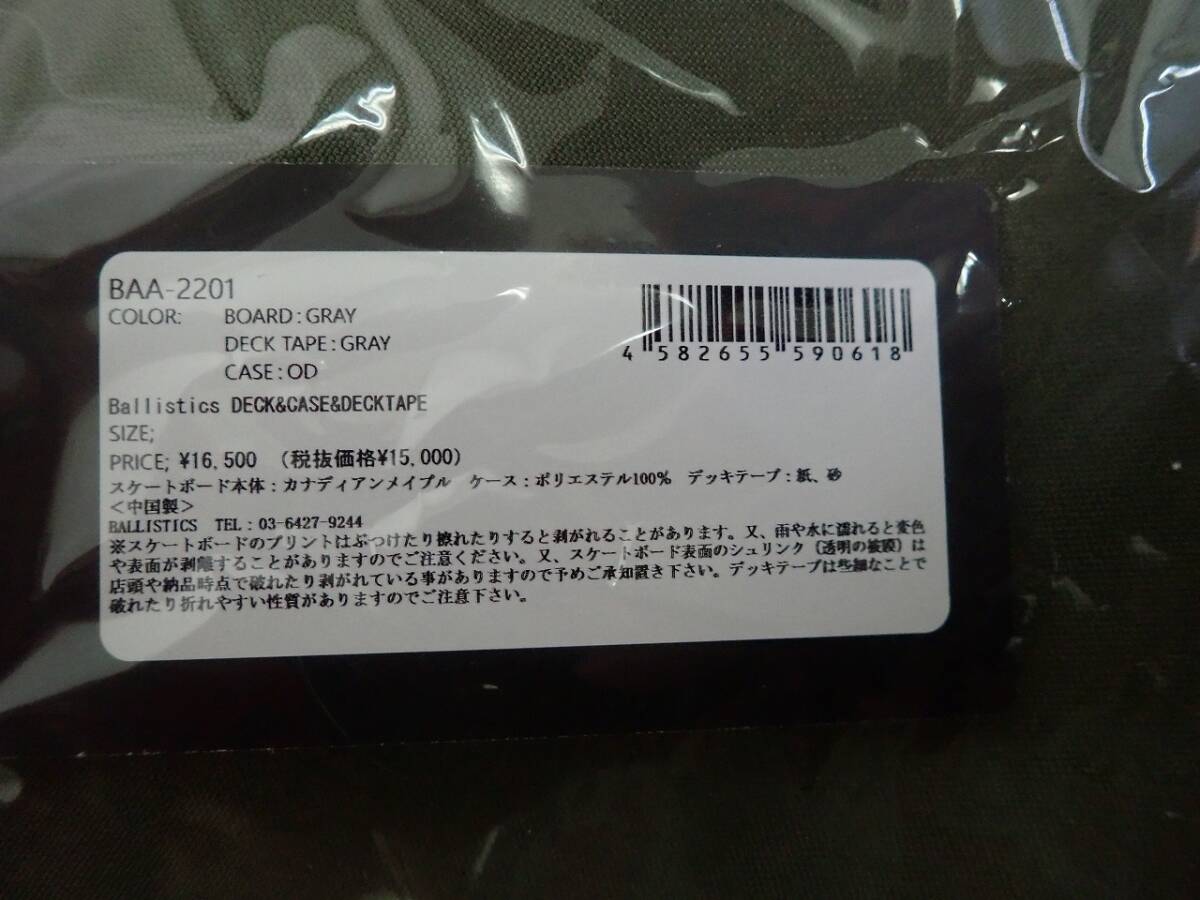 BAA-2201
COLOR: BOARD:GRAY
DECK TAPE:GRAY
CASE:OD
4 582655 590618
Ballistics DECK&CASE&DECKTAPE
SIZE;
PRICE; ¥16,500 (税抜価格¥15,000)
スケートボード本体:カナディアンメイプル ケース:ポリエステル100% デッキテープ:紙、砂
<中国製>
BALLISTICS TEL:03-6427-9244
※スケートボードのプリントはぶつけたり擦れたりすると剥がれることがあります。又、雨や水に濡れると変色
や表面が剥離することがありますのでご注意ください。又、スケートボード表面のシュリンク(透明の被膜)は
店頭や納品時点で破れたり剥がれている事がありますので予めご承知置き下さい。デッキテープは些細なことで
破れたり折れやすい性質がありますのでご注意下さい。